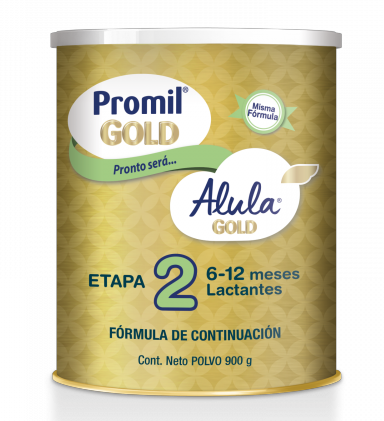 Promil®
GOLD
Misma
Fórmula
Pronto será...
Alula®
GOLD
ETAPA 2 6-12 meses
Lactantes
FÓRMULA DE CONTINUACIÓN
Cont. Neto POLVO 900 g